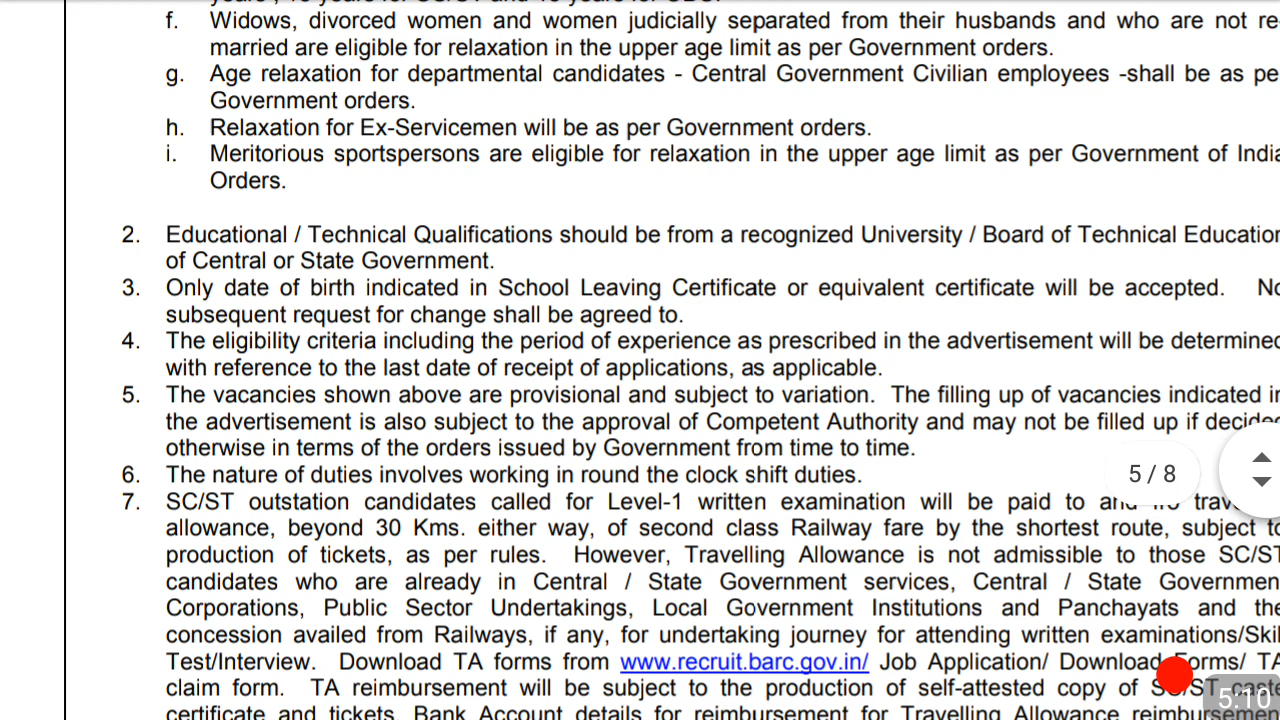 f. Widows, divorced women and women judicially separated from their husbands and who are not re-
married are eligible for relaxation in the upper age limit as per Government orders.
g. Age relaxation for departmental candidates - Central Government Civilian employees -shall be as pe
Government orders.
h. Relaxation for Ex-Servicemen will be as per Government orders.
i. Meritorious sportspersons are eligible for relaxation in the upper age limit as per Government of India
Orders.
2. Educational / Technical Qualifications should be from a recognized University / Board of Technical Education
of Central or State Government.
3. Only date of birth indicated in School Leaving Certificate or equivalent certificate will be accepted. No
subsequent request for change shall be agreed to.
4. The eligibility criteria including the period of experience as prescribed in the advertisement will be determined
with reference to the last date of receipt of applications, as applicable.
5. The vacancies shown above are provisional and subject to variation. The filling up of vacancies indicated in
the advertisement is also subject to the approval of Competent Authority and may not be filled up if decided
otherwise in terms of the orders issued by Government from time to time.
6. The nature of duties involves working in round the clock shift duties.
5 / 8
7. SC/ST outstation candidates called for Level-1 written examination will be paid to and
allowance, beyond 30 Kms. either way, of second class Railway fare by the shortest route, subject to
production of tickets, as per rules. However, Travelling Allowance is not admissible to those SC/ST
candidates who are already in Central / State Government services, Central / State Governmen
Corporations, Public Sector Undertakings, Local Government Institutions and Panchayats and the
concession availed from Railways, if any, for undertaking journey for attending written examinations/Skil
Test/Interview. Download TA forms from www.recruit.barc.gov.in/ Job Application/ Download Forms/ TA
claim form. TA reimbursement will be subject to the production of self-attested copy of SC/ST caste
certificate and tickets. Bank Account details for reimbursement for Travelling Allowance reimbursement
5:10